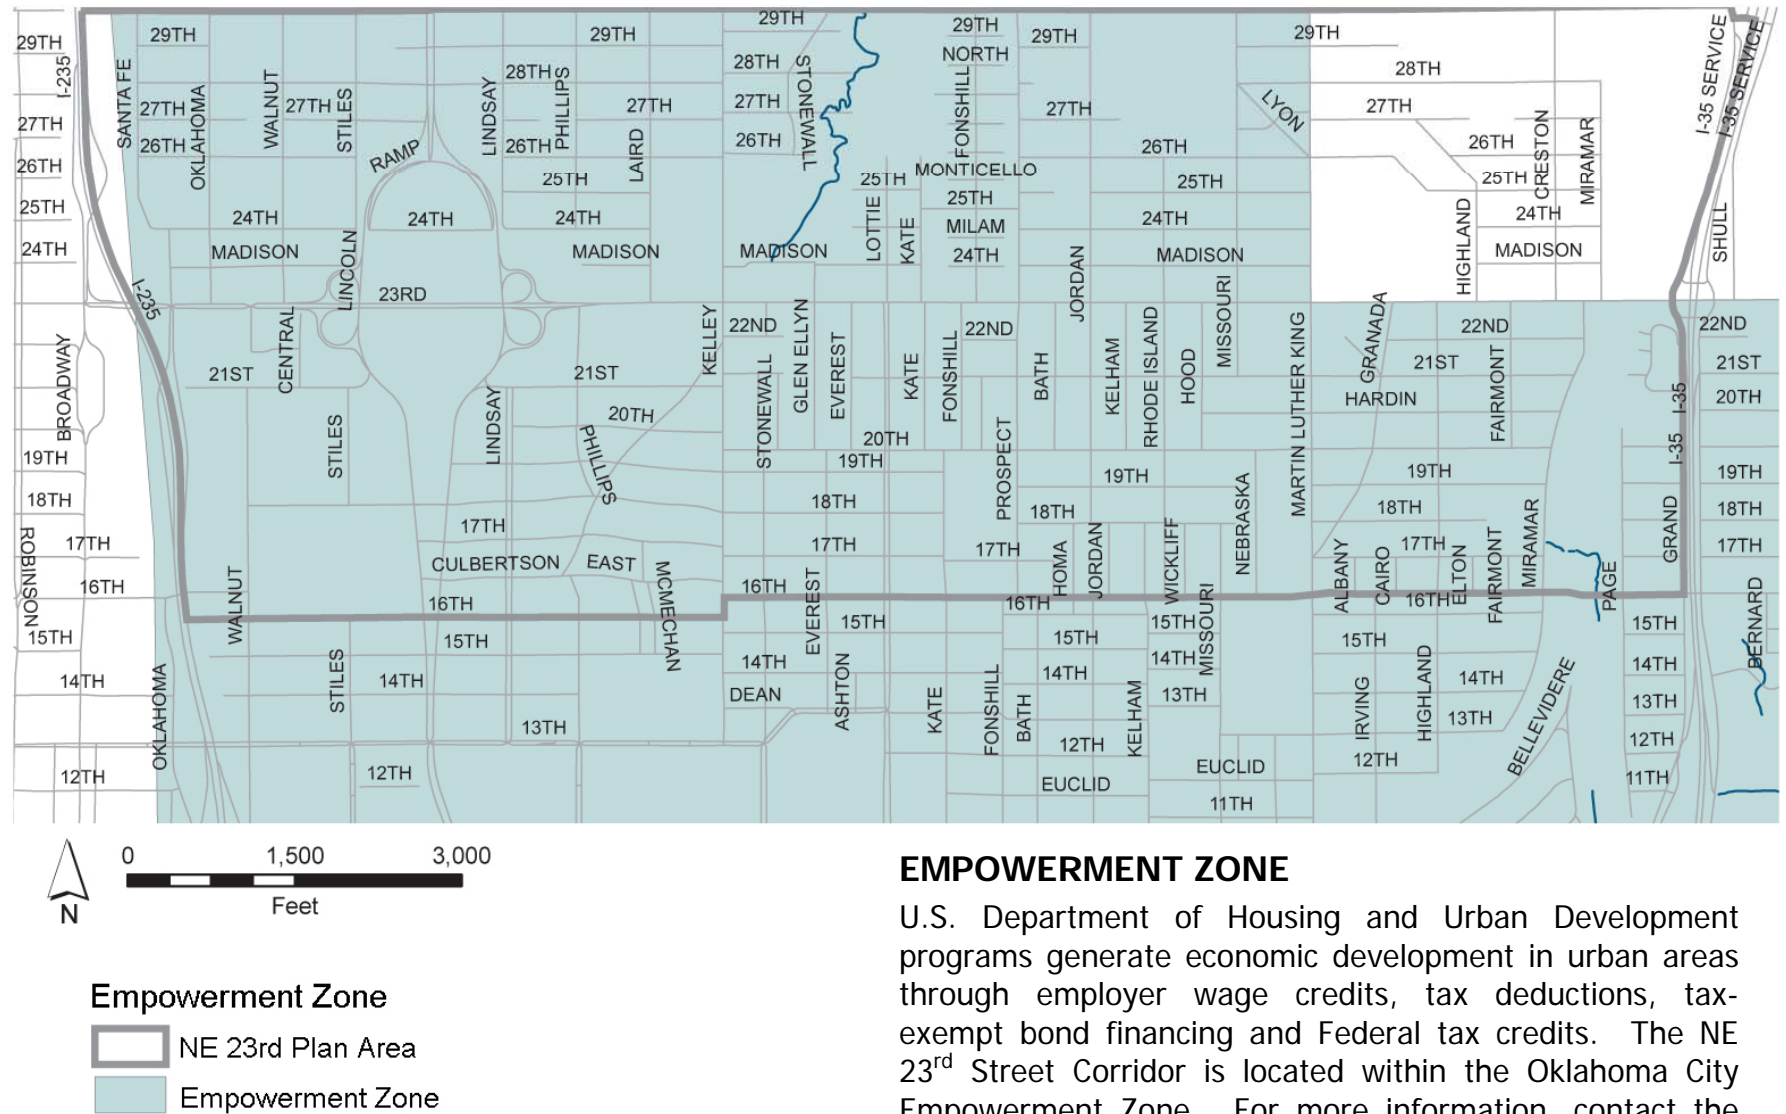 29TH
29TH
29TH
29TH
29TH
29TH
29TH
I-35 SERVICE
I-35 SERVICE
I-235
SANTA FE
28TH
28TH
NORTH
28TH
27TH
27TH
OKLAHOMA
WALNUT
27TH
STILES
LINDSAY
PHILLIPS
27TH
27TH
STONEWALL
FONSHILL
27TH
LYON
27TH
26TH
26TH
RAMP
26TH
LAIRD
26TH
26TH
26TH
CRESTON
MIRAMAR
25TH
25TH
25TH
MONTICELLO
25TH
25TH
25TH
24TH
24TH
24TH
24TH
LOTTIE
KATE
MILAM
24TH
24TH
HIGHLAND
24TH
SHULL
MADISON
MADISON
MADISON
24TH
MADISON
MADISON
I-235
LINCOLN
23RD
JORDAN
MISSOURI
GRANADA
BROADWAY
CENTRAL
KELLEY
22ND
GLEN ELLYN
EVEREST
22ND
22ND
22ND
21ST
21ST
STONEWALL
KATE
FONSHILL
BATH
KELHAM
RHODE ISLAND
HOOD
MARTIN LUTHER KING
21ST
FAIRMONT
21ST
I-35
HARDIN
20TH
LINDSAY
20TH
STILES
PHILLIPS
20TH
PROSPECT
I-35
19TH
19TH
19TH
19TH
19TH
18TH
18TH
18TH
NEBRASKA
18TH
MIRAMAR
GRAND
18TH
ROBINSON
17TH
17TH
17TH
17TH
HOMA
JORDAN
WICKLIFF
17TH
17TH
CULBERTSON
EAST
MCMECHAN
16TH
WALNUT
16TH
16TH
EVEREST
16TH
MISSOURI
ALBANY
CAIRO
16TH
ELTON
FAIRMONT
PAGE
BERNARD
15TH
15TH
15TH
15TH
15TH
15TH
15TH
14TH
OKLAHOMA
STILES
14TH
14TH
DEAN
ASHTON
KATE
FONSHILL
BATH
14TH
KELHAM
14TH
IRVING
HIGHLAND
14TH
BELLEVIDERE
14TH
13TH
13TH
13TH
13TH
12TH
12TH
12TH
12TH
12TH
EUCLID
EUCLID
11TH
11TH
N
0 1,500 3,000
Feet
Empowerment Zone
NE 23rd Plan Area
Empowerment Zone
EMPOWERMENT ZONE
U.S. Department of Housing and Urban Development
programs generate economic development in urban areas
through employer wage credits, tax deductions, tax-
exempt bond financing and Federal tax credits. The NE
23rd Street Corridor is located within the Oklahoma City
Empowerment Zone. For more information, contact the